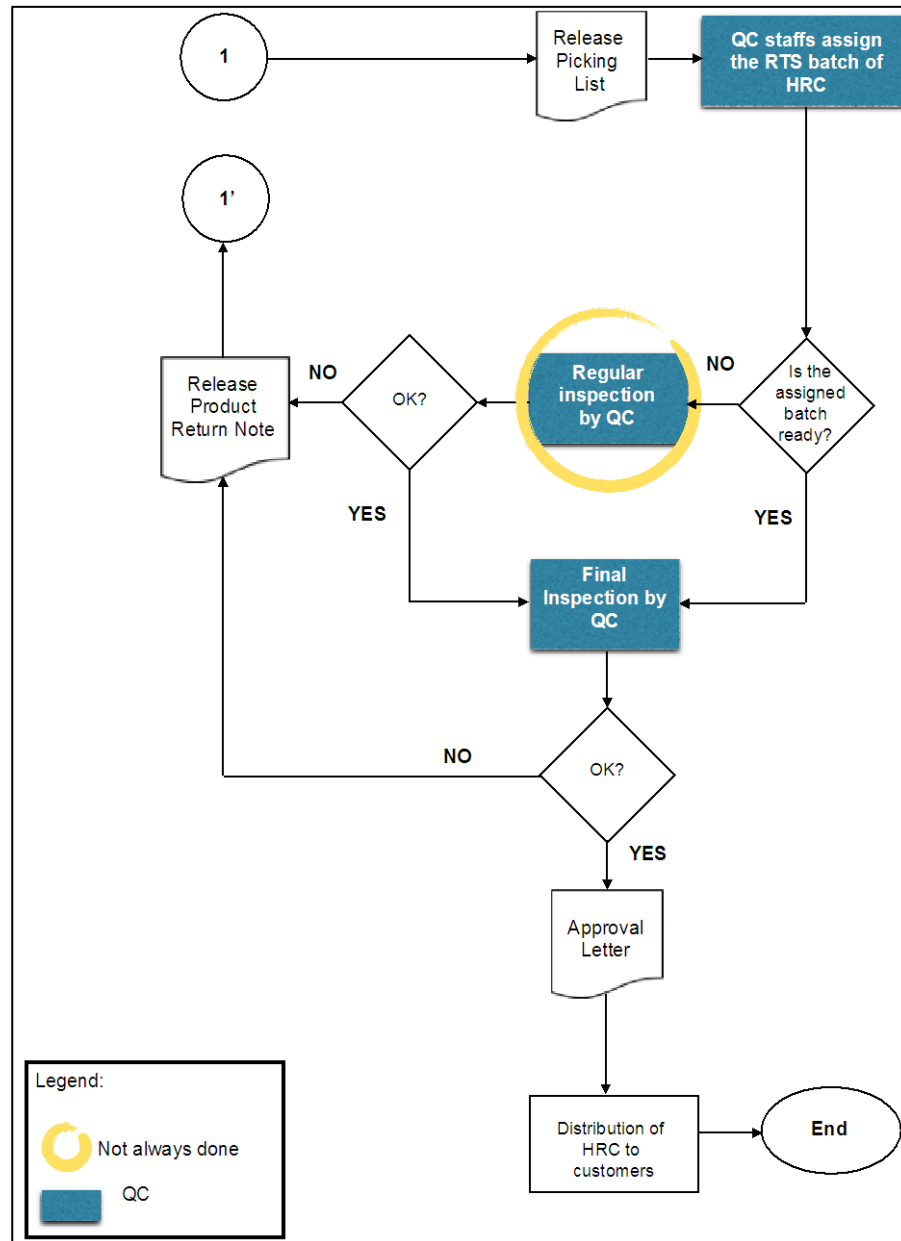 1
Release
Picking
List
QC staffs assign
the RTS batch of
HRC
1’
Release
Product
Return Note
NO
OK?
Regular
inspection
by QC
NO
Is the
assigned
batch
ready?
YES
YES
Final
Inspection by
QC
NO
OK?
YES
Approval
Letter
Distribution of
HRC to
customers
End
Legend:
Not always done
QC